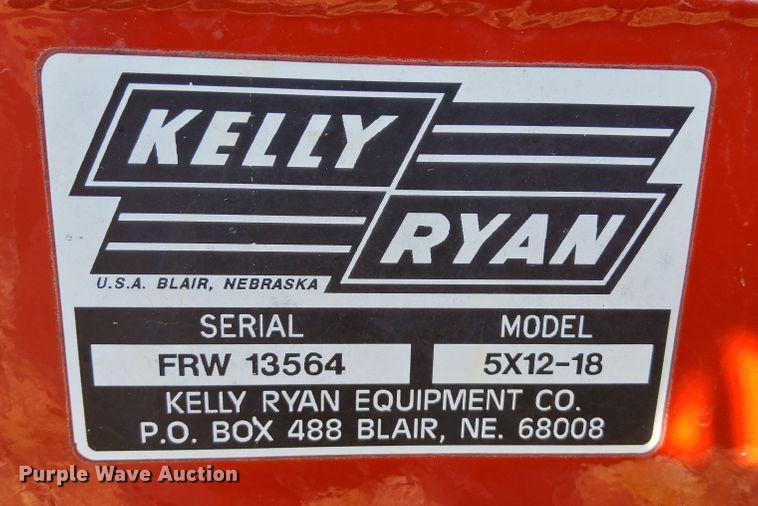 KELLY
RYAN
U.S.A. BLAIR, NEBRASKA
SERIAL MODEL
FRW 13564 5X12-18
KELLY RYAN EQUIPMENT CO.
P.O. BOX 488 BLAIR, NE. 68008
Purple Wave Auction